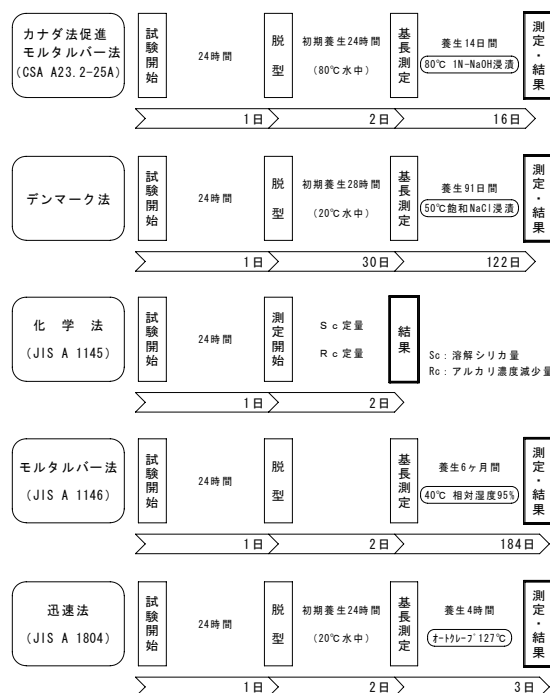 カナダ法促進
モルタルバー法
(CSA A23.2-25A)
試験開始
24時間
脱型
初期養生24時間
(80℃水中)
基長測定
養生14日間
80℃ 1N-NaOH浸漬
測定・結果
1日
2日
16日
デンマーク法
試験開始
24時間
脱型
初期養生28時間
(20℃水中)
基長測定
養生91日間
50℃飽和NaCl浸漬
測定・結果
1日
30日
122日
化学法
(JIS A 1145)
試験開始
24時間
測定開始
Sc定量
Rc定量
結果
Sc:溶解シリカ量
Rc:アルカリ濃度減少量
1日
2日
モルタルバー法
(JIS A 1146)
試験開始
24時間
脱型
基長測定
養生6ヶ月間
40℃ 相対湿度95%
測定・結果
1日
2日
184日
迅速法
(JIS A 1804)
試験開始
24時間
脱型
初期養生24時間
(20℃水中)
基長測定
養生4時間
オートクレーブ127℃
測定・結果
1日
2日
3日